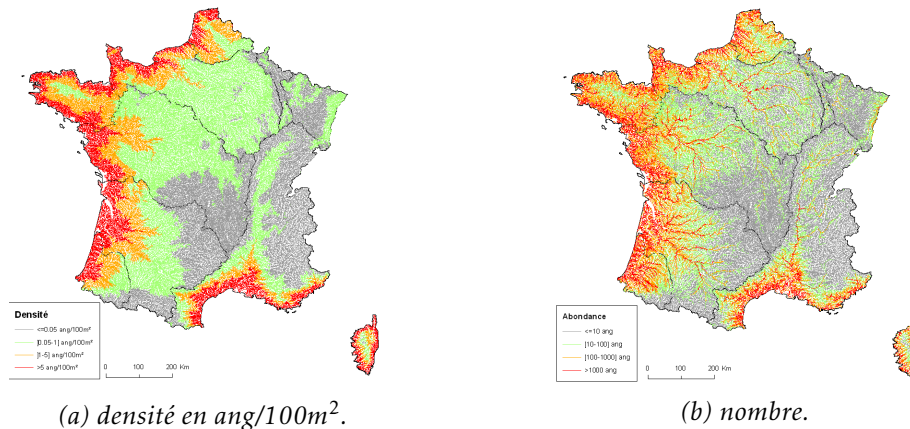 Densité
<=0.05 ang/100m²
]0.05-1] ang/100m²
]1-5] ang/100m²
>5 ang/100m²
0 100 200 Km
(a) densité en ang/100m².
Abondance
<=10 ang
]10-100] ang
]100-1000] ang
>1000 ang
0 100 200 Km
(b) nombre.